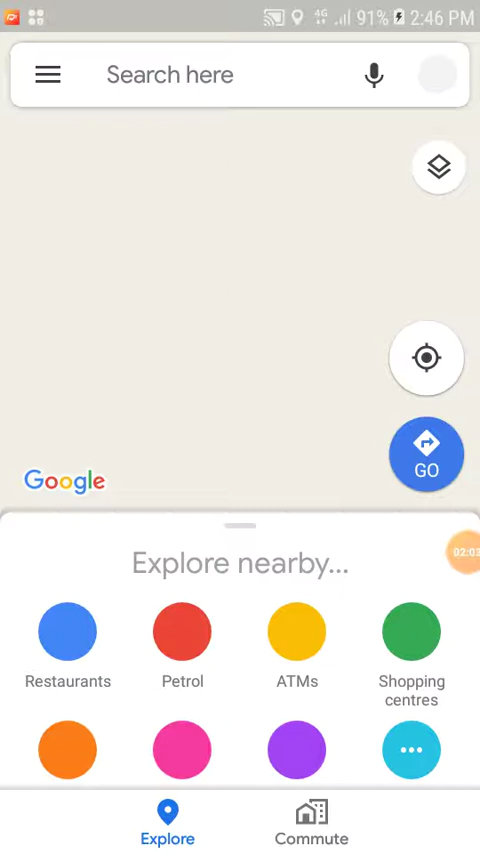 4G 91% 2:46 PM
Search here
GO
Google
Explore nearby...
02:03
Restaurants Petrol ATMs Shopping centres
Explore Commute